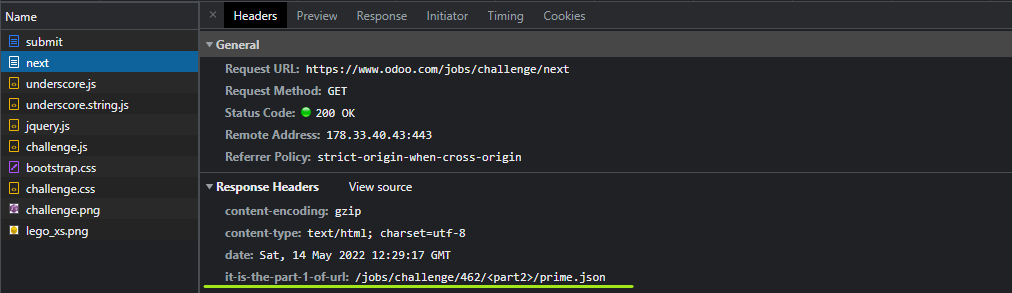 Name
submit
next
underscore.js
underscore.string.js
jquery.js
challenge.js
bootstrap.css
challenge.css
challenge.png
lego_xs.png
× Headers Preview Response Initiator Timing Cookies
General
Request URL: https://www.odoo.com/jobs/challenge/next
Request Method: GET
Status Code: 200 OK
Remote Address: 178.33.40.43:443
Referrer Policy: strict-origin-when-cross-origin
Response Headers View source
content-encoding: gzip
content-type: text/html; charset=utf-8
date: Sat, 14 May 2022 12:29:17 GMT
it-is-the-part-1-of-url: /jobs/challenge/462/<part2>/prime.json